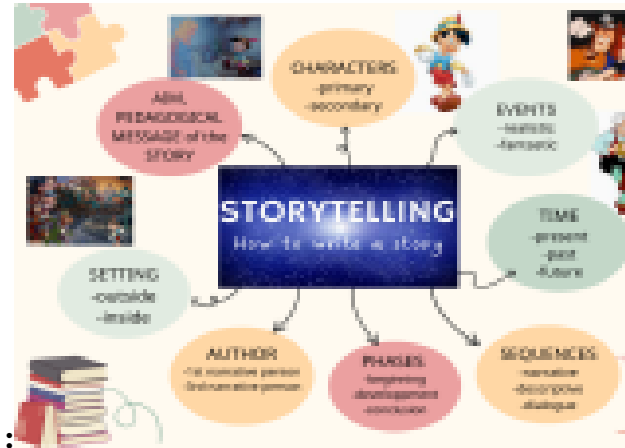 CHARACTERS
-primary
-secondary
AIM,
PEDAGOGICAL
MESSAGE of the
STORY
EVENTS
-realistic
-fantastic
STORYTELLING
How to write a story
TIME
-present
-past
-future
SETTING
-outside
-inside
AUTHOR
-1st narrative person
-3rd narrative person
PHASES
-beginning
-development
-conclusion
SEQUENCES
-narrative
-descriptive
-dialogue
: